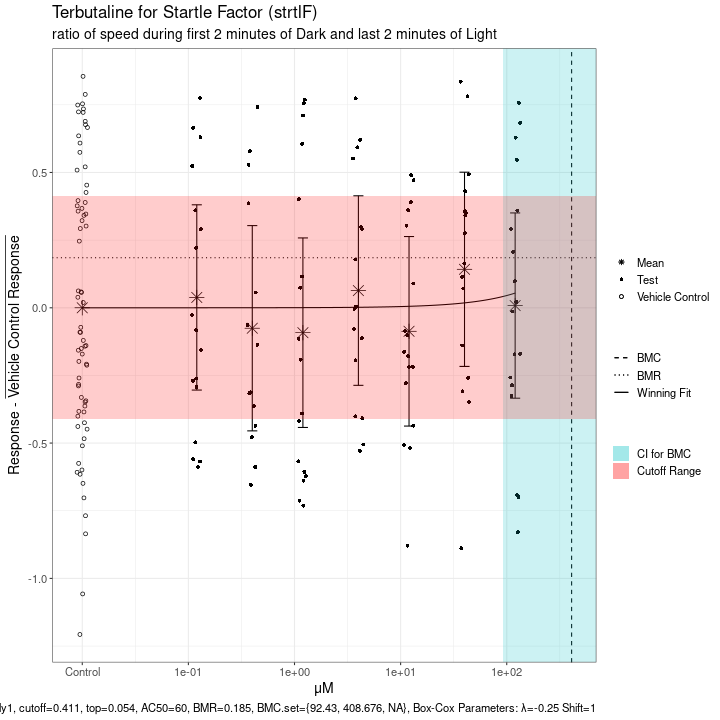 Terbutaline for Startle Factor (strtlF)
ratio of speed during first 2 minutes of Dark and last 2 minutes of Light
Response - Vehicle Control Response
0.5
0.0
-0.5
-1.0
Control
1e-01
1e+00
1e+01
1e+02
μM
Mean
Test
Vehicle Control
BMC
BMR
Winning Fit
CI for BMC
Cutoff Range
cutoff=0.411, top=0.054, AC50=60, BMR=0.185, BMC.set={92.43, 408.676, NA}, Box-Cox Parameters: λ=-0.25 Shift=1